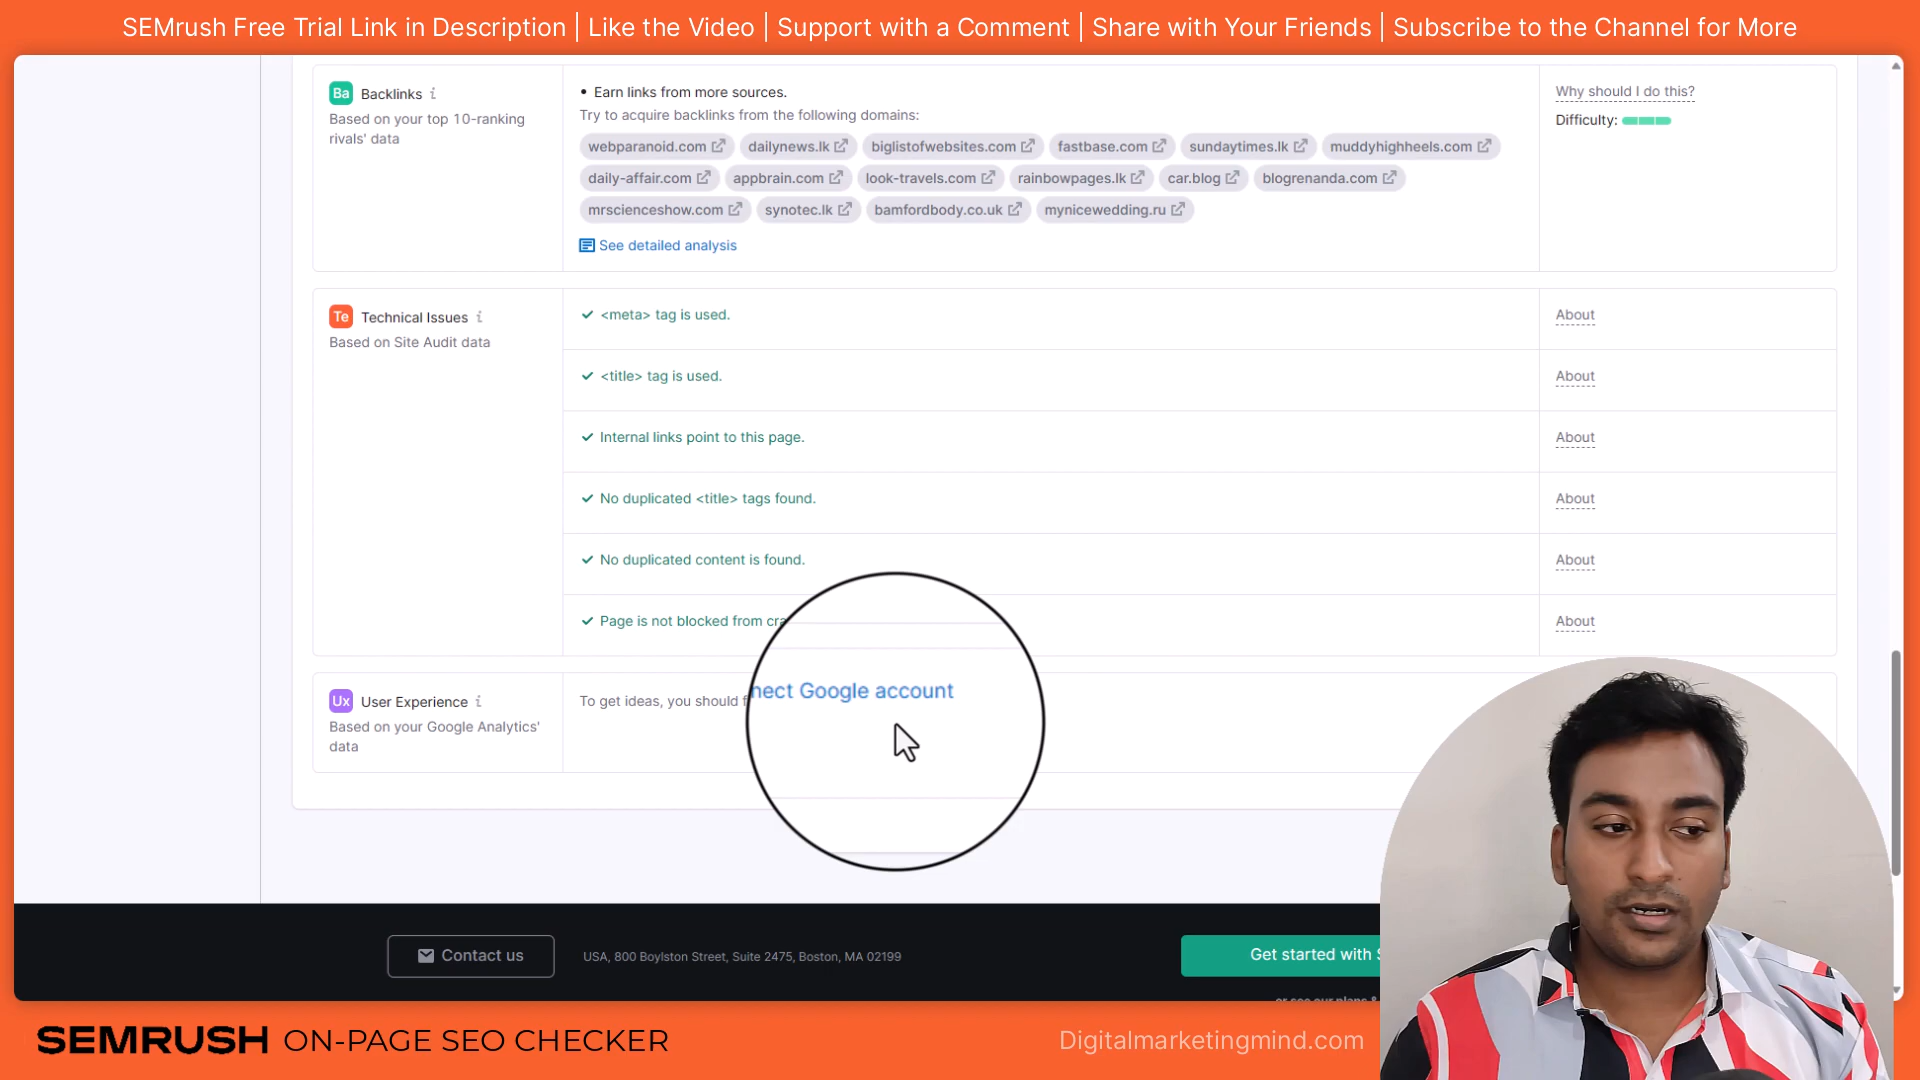 SEMrush Free Trial Link in Description | Like the Video | Support with a Comment | Share with Your Friends | Subscribe to the Channel for More
Ba Backlinks i
Based on your top 10-ranking
rivals' data
• Earn links from more sources.
Try to acquire backlinks from the following domains:
webparanoid.com dailynews.lk biglistofwebsites.com fastbase.com sundaytimes.lk muddyhighheels.com
daily-affair.com appbrain.com look-travels.com rainbowpages.lk car.blog blogrenanda.com
mrscienceshow.com synotec.lk bamfordbody.co.uk mynicewedding.ru
See detailed analysis
Why should I do this?
Difficulty:
Te Technical Issues i
Based on Site Audit data
✓ <meta> tag is used.
About
✓ <title> tag is used.
About
✓ Internal links point to this page.
About
✓ No duplicated <title> tags found.
About
✓ No duplicated content is found.
About
✓ Page is not blocked from cra
About
Ux User Experience i
Based on your Google Analytics'
data
To get ideas, you should f
nect Google account
Contact us
USA, 800 Boylston Street, Suite 2475, Boston, MA 02199
Get started with S
or see our plans &
SEMRUSH ON-PAGE SEO CHECKER
Digitalmarketingmind.com